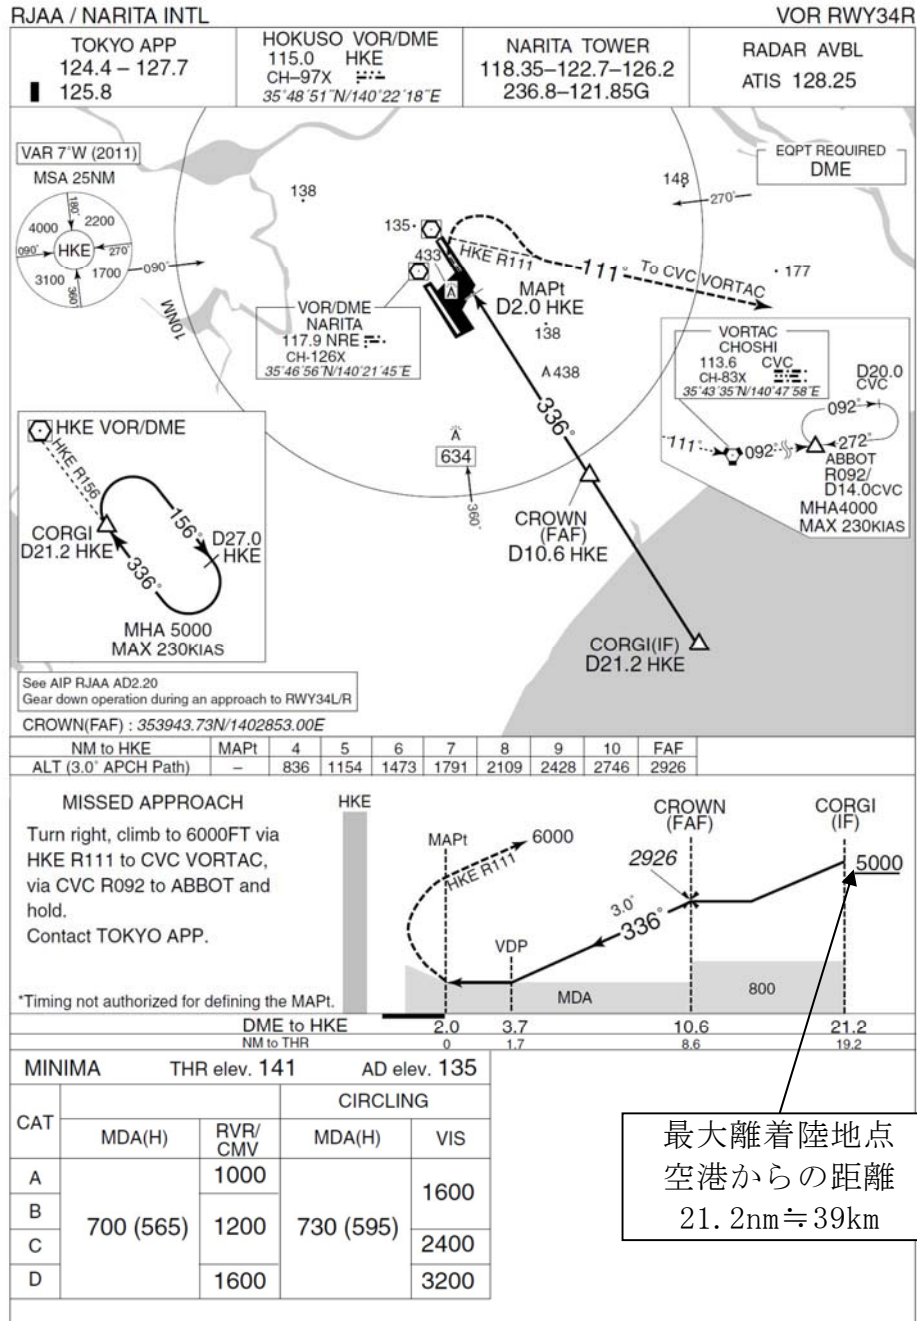 RJAA / NARITA INTL
VOR RWY34R
TOKYO APP
124.4 – 127.7
125.8
HOKUSO VOR/DME
115.0 HKE
CH–97X
35˚48´51˝N/140˚22´18˝E
NARITA TOWER
118.35–122.7–126.2
236.8–121.85G
RADAR AVBL
ATIS 128.25
VAR 7˚W (2011)
MSA 25NM
180˚
4000
2200
090˚
HKE
270˚
3100
1700
360˚
090˚
10NM
138
135
433
A
148
270˚
EQPT REQUIRED
DME
HKE R111
111˚
To CVC VORTAC
177
MAPt
D2.0 HKE
138
A 438
VOR/DME
NARITA
117.9 NRE
CH-126X
35˚46´56˝N/140˚21´45˝E
VORTAC
CHOSHI
113.6 CVC
CH-83X
35˚43´35˝N/140˚47´58˝E
D20.0
CVC
092˚
111˚
092˚
272˚
ABBOT
R092/
D14.0CVC
MHA4000
MAX 230KIAS
336˚
A
634
360˚
CROWN
(FAF)
D10.6 HKE
CORGI(IF)
D21.2 HKE
HKE VOR/DME
HKE R156
CORGI
D21.2 HKE
156˚
D27.0
HKE
336˚
MHA 5000
MAX 230KIAS
See AIP RJAA AD2.20
Gear down operation during an approach to RWY34L/R
CROWN(FAF) : 353943.73N/1402853.00E
NM to HKE MAPt 4 5 6 7 8 9 10 FAF
ALT (3.0˚ APCH Path) – 836 1154 1473 1791 2109 2428 2746 2926
MISSED APPROACH
Turn right, climb to 6000FT via
HKE R111 to CVC VORTAC,
via CVC R092 to ABBOT and
hold.
Contact TOKYO APP.
*Timing not authorized for defining the MAPt.
HKE
MAPt
6000
HKE R111
VDP
3.0˚
336˚
2926
CROWN
(FAF)
CORGI
(IF)
5000
MDA
800
DME to HKE 2.0 3.7 10.6 21.2
NM to THR 0 1.7 8.6 19.2
MINIMA THR elev. 141 AD elev. 135
CAT
CIRCLING
MDA(H)
RVR/
CMV
MDA(H)
VIS
A
B
C
D
700 (565)
1000
1200
1600
730 (595)
1600
2400
3200
最大離着陸地点
空港からの距離
21.2nm≒39km